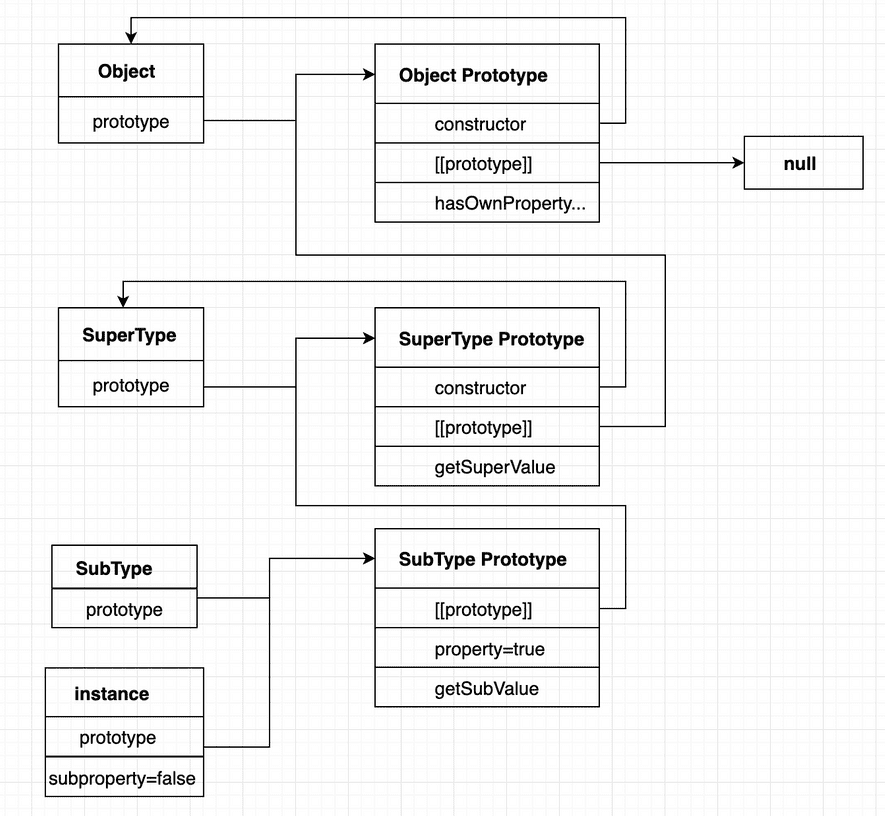 Object
prototype
Object Prototype
constructor
[[prototype]]
hasOwnProperty...
null
SuperType
prototype
SuperType Prototype
constructor
[[prototype]]
getSuperValue
SubType
prototype
SubType Prototype
[[prototype]]
property=true
getSubValue
instance
prototype
subproperty=false